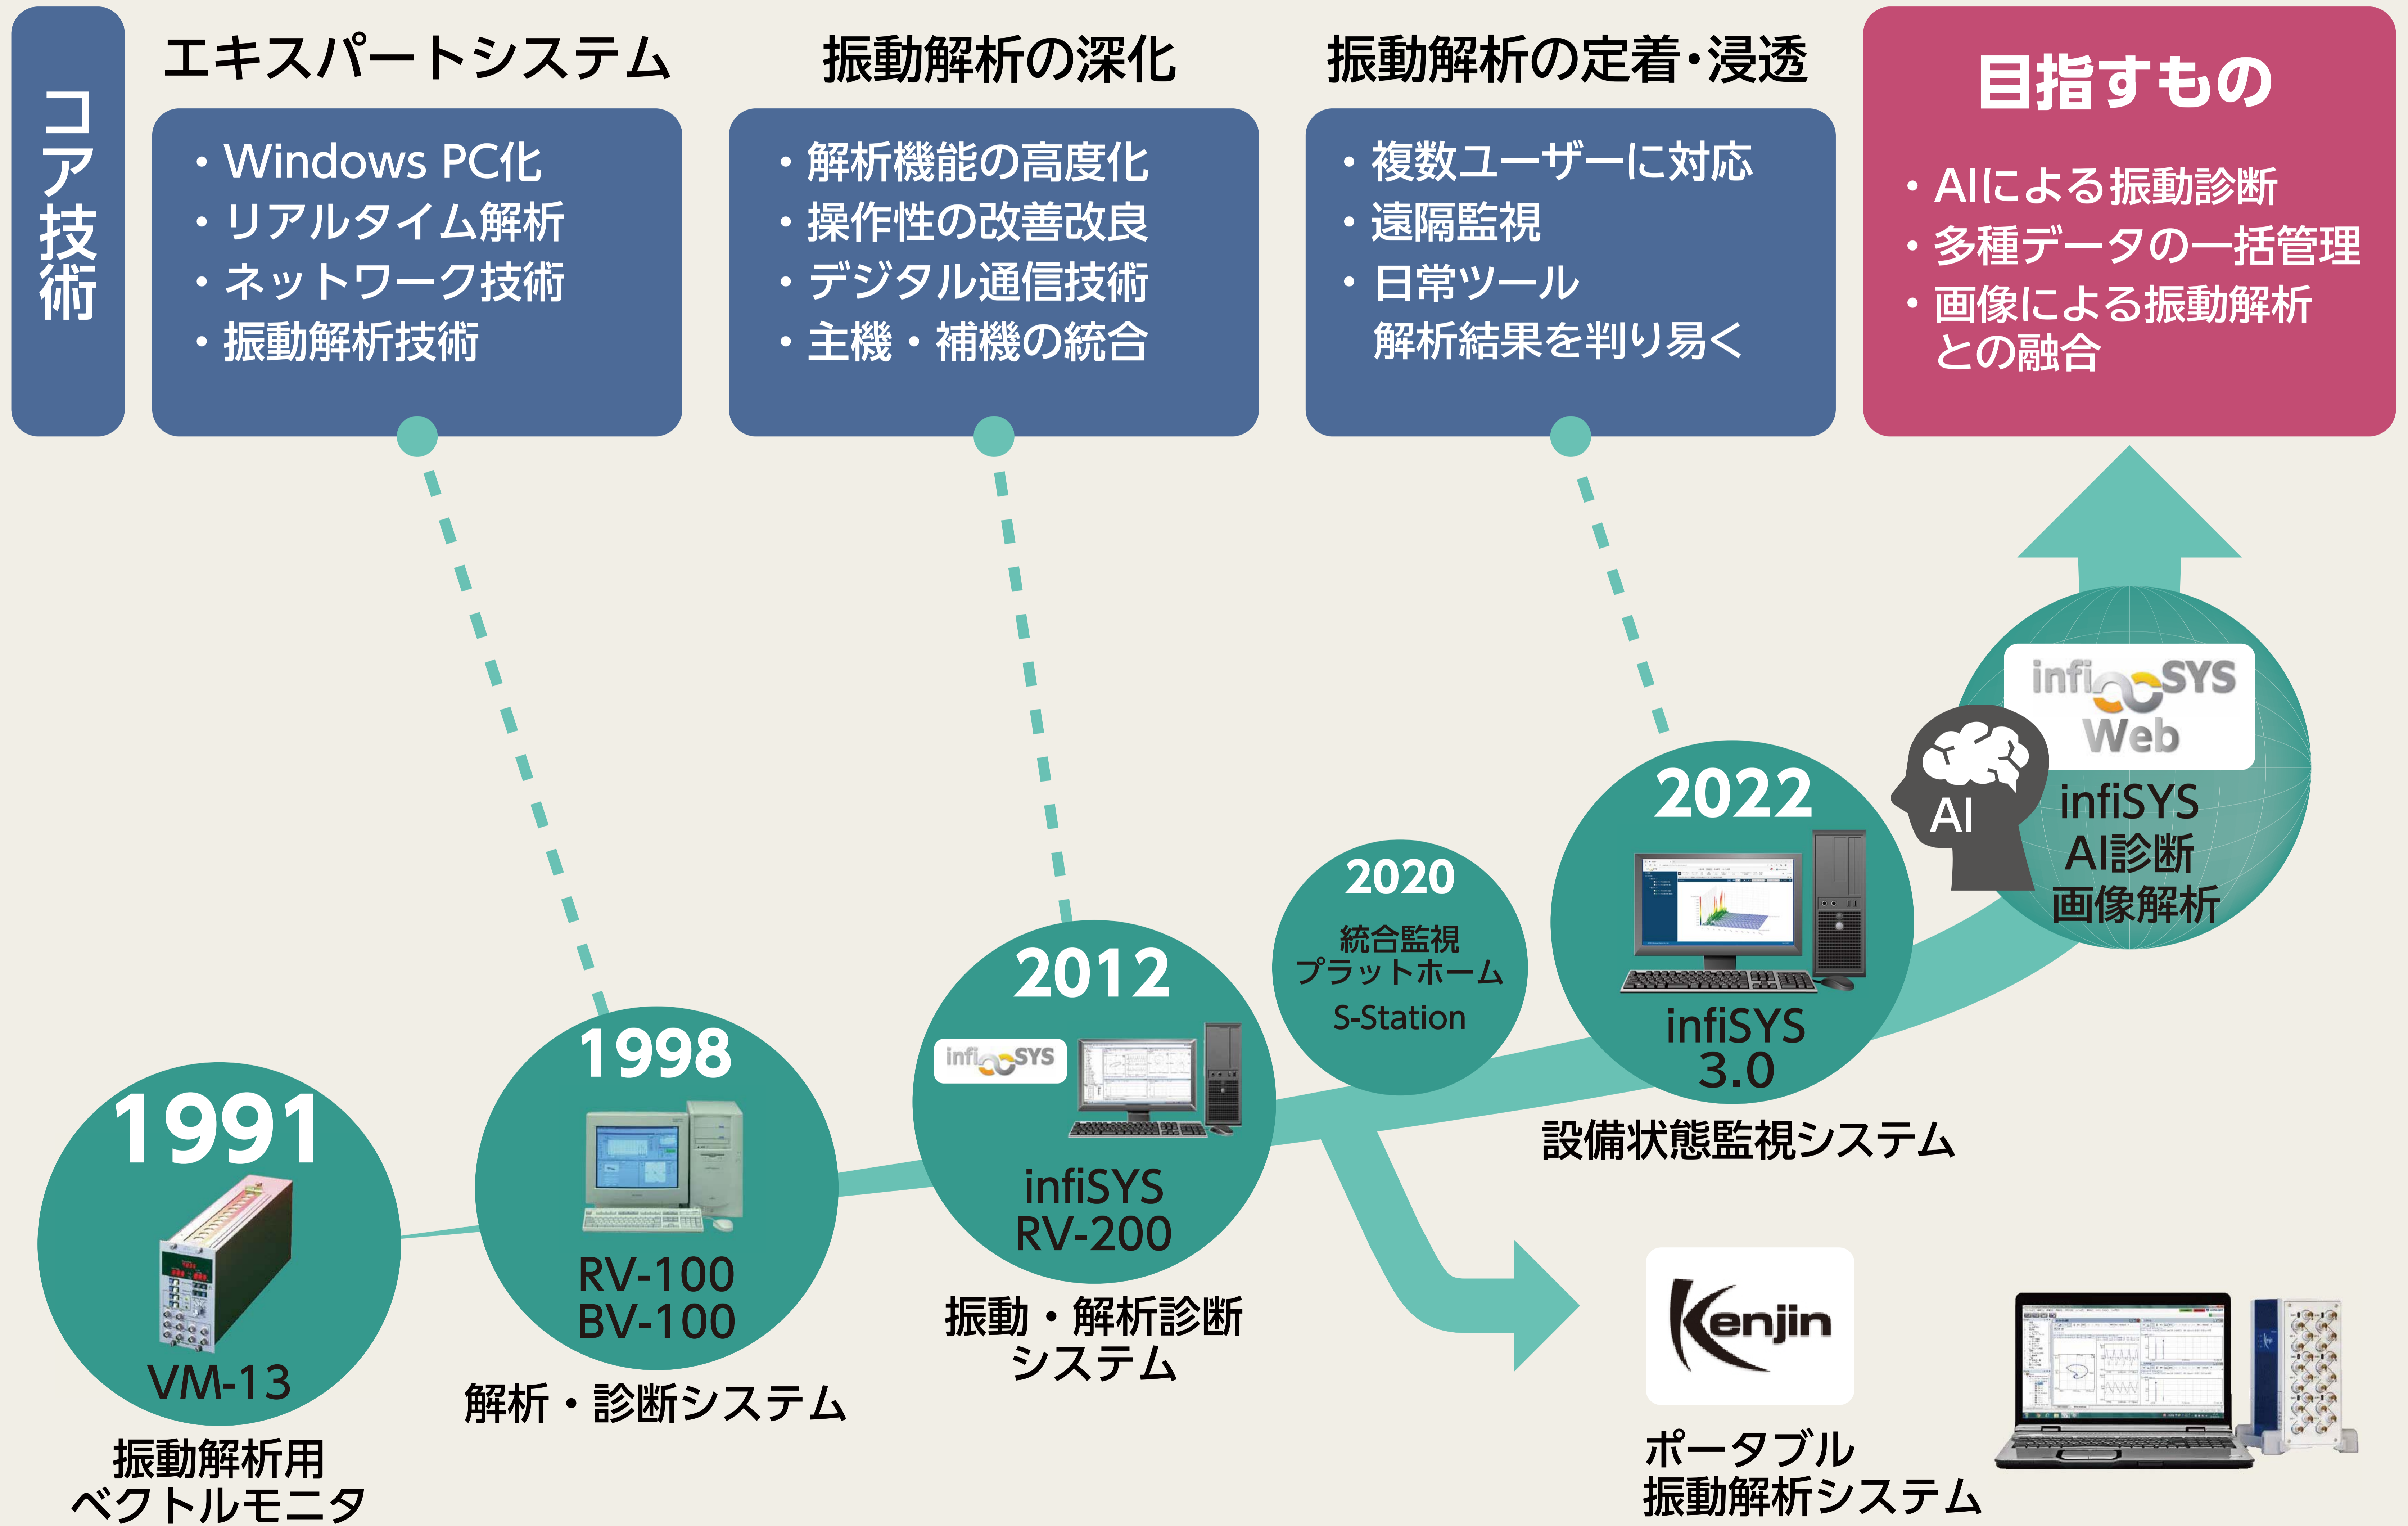 コア技術
エキスパートシステム
・Windows PC化
・リアルタイム解析
・ネットワーク技術
・振動解析技術
振動解析の深化
・解析機能の高度化
・操作性の改善改良
・デジタル通信技術
・主機・補機の統合
振動解析の定着・浸透
・複数ユーザーに対応
・遠隔監視
・日常ツール
解析結果を判り易く
目指すもの
・AIによる振動診断
・多種データの一括管理
・画像による振動解析
との融合
1991
VM-13
振動解析用
ベクトルモニタ
1998
RV-100
BV-100
解析・診断システム
2012
infiSYS
infiSYS
RV-200
振動・解析診断
システム
2020
統合監視
プラットホーム
S-Station
2022
infiSYS
3.0
設備状態監視システム
infiSYS
Web
AI
infiSYS
AI診断
画像解析
Kenjin
ポータブル
振動解析システム